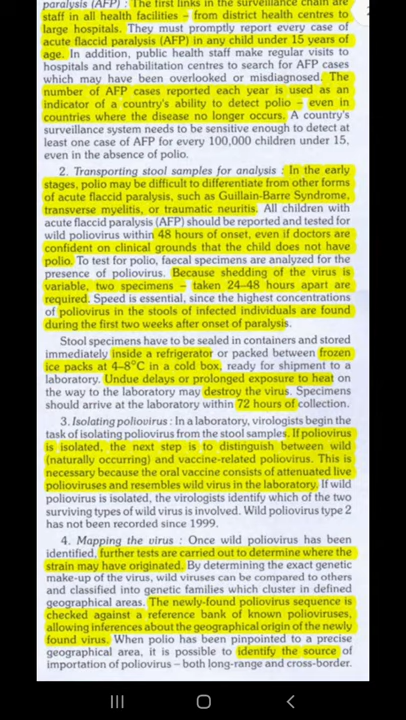 paralysis (AFP) : The first links in the surveillance chain are
staff in all health facilities – from district health centres to
large hospitals. They must promptly report every case of
acute flaccid paralysis (AFP) in any child under 15 years of
age. In addition, public health staff make regular visits to
hospitals and rehabilitation centres to search for AFP cases
which may have been overlooked or misdiagnosed. The
number of AFP cases reported each year is used as an
indicator of a country's ability to detect polio – even in
countries where the disease no longer occurs. A country's
surveillance system needs to be sensitive enough to detect at
least one case of AFP for every 100,000 children under 15,
even in the absence of polio.
2. Transporting stool samples for analysis : In the early
stages, polio may be difficult to differentiate from other forms
of acute flaccid paralysis, such as Guillain-Barre Syndrome,
transverse myelitis, or traumatic neuritis. All children with
acute flaccid paralysis (AFP) should be reported and tested for
wild poliovirus within 48 hours of onset, even if doctors are
confident on clinical grounds that the child does not have
polio. To test for polio, faecal specimens are analyzed for the
presence of poliovirus. Because shedding of the virus is
variable, two specimens – taken 24–48 hours apart are
required. Speed is essential, since the highest concentrations
of poliovirus in the stools of infected individuals are found
during the first two weeks after onset of paralysis.
Stool specimens have to be sealed in containers and stored
immediately inside a refrigerator or packed between frozen
ice packs at 4–8°C in a cold box, ready for shipment to a
laboratory. Undue delays or prolonged exposure to heat on
the way to the laboratory may destroy the virus. Specimens
should arrive at the laboratory within 72 hours of collection.
3. Isolating poliovirus : In a laboratory, virologists begin the
task of isolating poliovirus from the stool samples. If poliovirus
is isolated, the next step is to distinguish between wild
(naturally occurring) and vaccine-related poliovirus. This is
necessary because the oral vaccine consists of attenuated live
polioviruses and resembles wild virus in the laboratory. If wild
poliovirus is isolated, the virologists identify which of the two
surviving types of wild virus is involved. Wild poliovirus type 2
has not been recorded since 1999.
4. Mapping the virus : Once wild poliovirus has been
identified, further tests are carried out to determine where the
strain may have originated. By determining the exact genetic
make-up of the virus, wild viruses can be compared to others
and classified into genetic families which cluster in defined
geographical areas. The newly-found poliovirus sequence is
checked against a reference bank of known polioviruses,
allowing inferences about the geographical origin of the newly
found virus. When polio has been pinpointed to a precise
geographical area, it is possible to identify the source of
importation of poliovirus – both long-range and cross-border.